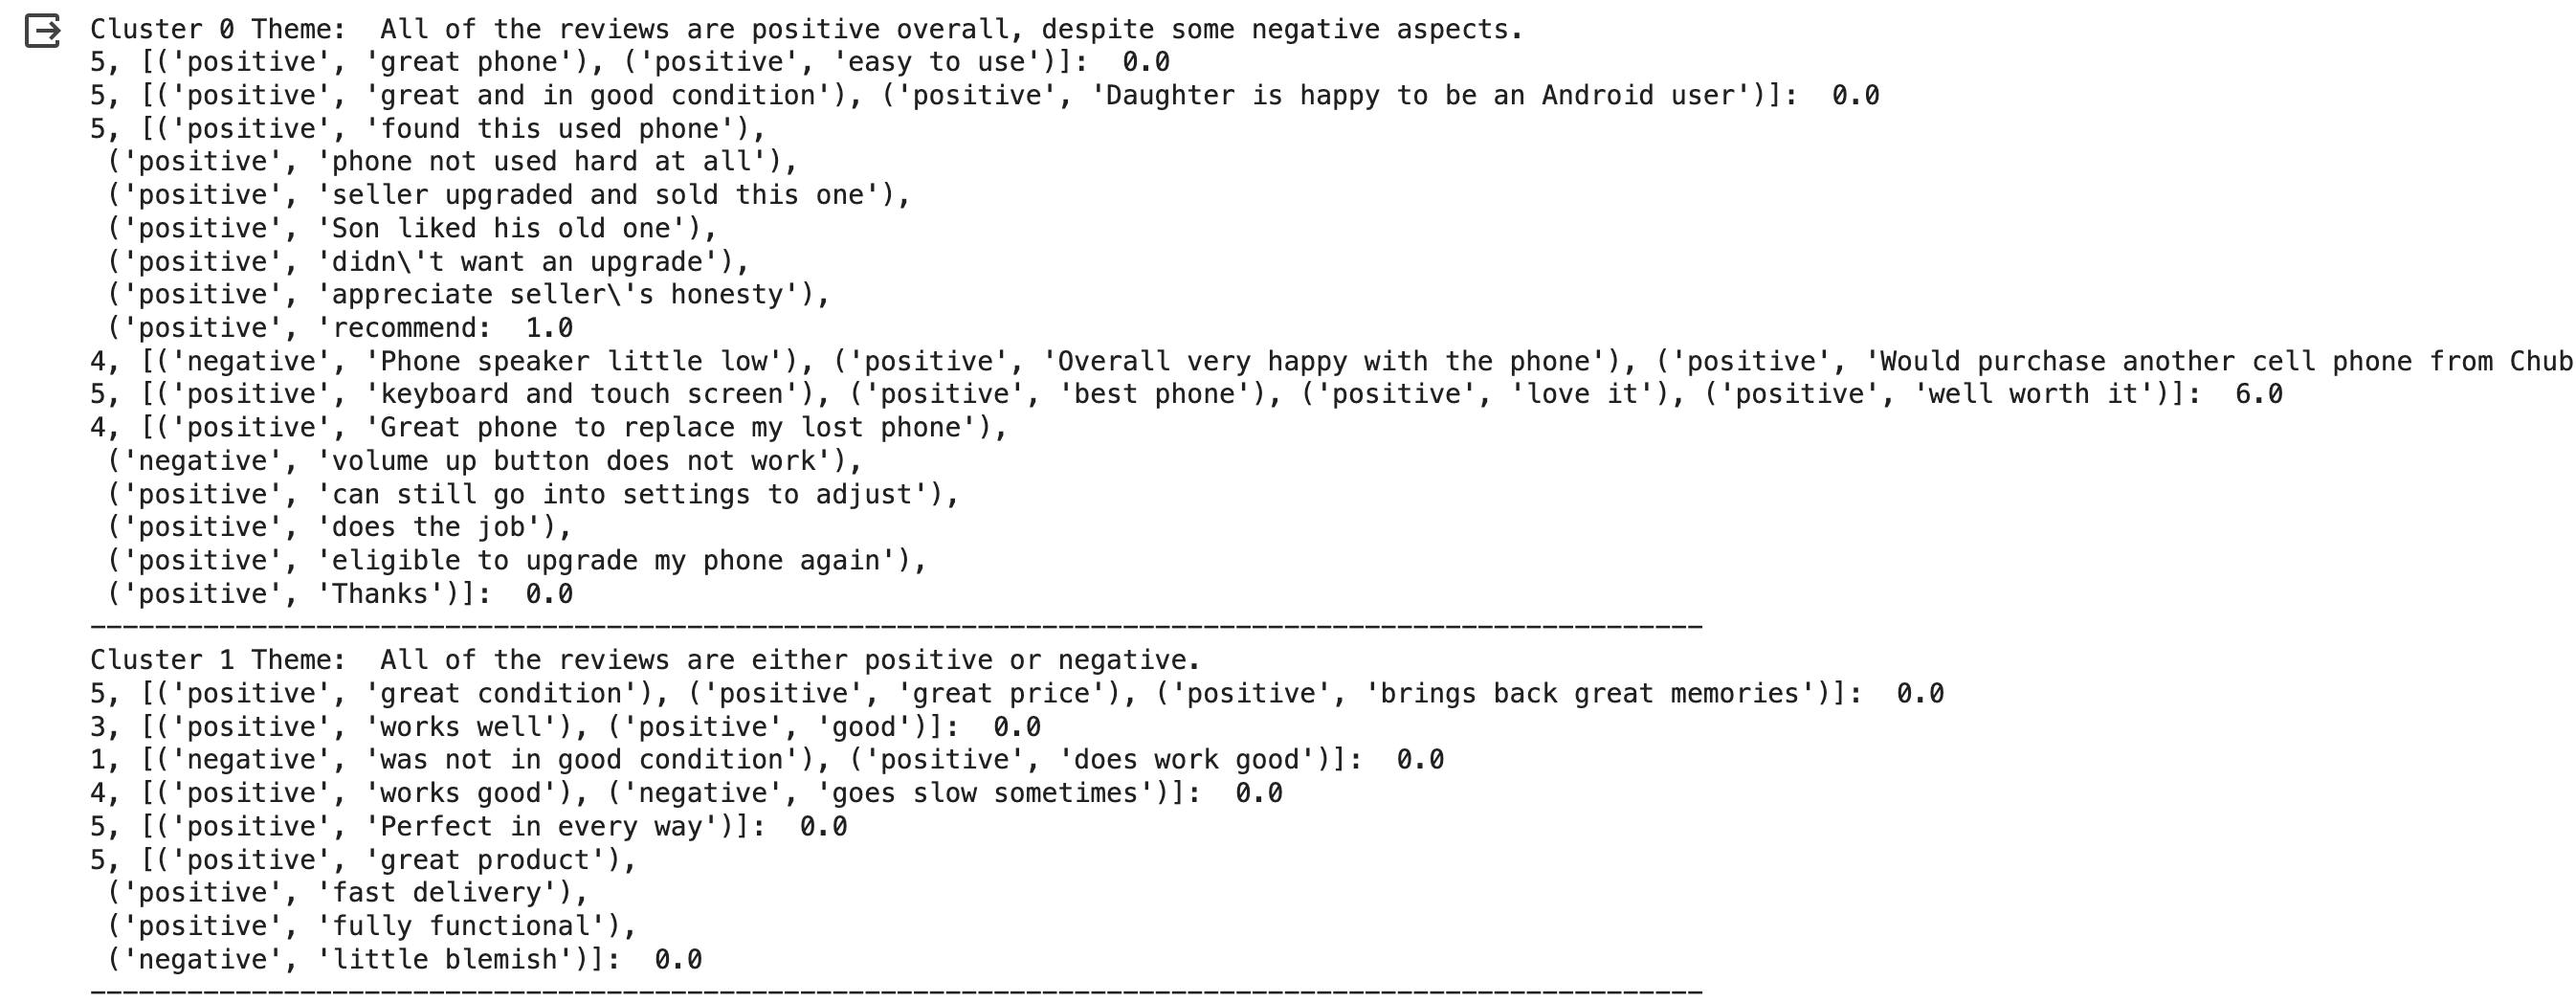 Cluster 0 Theme:  All of the reviews are positive overall, despite some negative aspects.
5, [('positive', 'great phone'), ('positive', 'easy to use')]:  0.0
5, [('positive', 'great and in good condition'), ('positive', 'Daughter is happy to be an Android user')]:  0.0
5, [('positive', 'found this used phone'),
 ('positive', 'phone not used hard at all'),
 ('positive', 'seller upgraded and sold this one'),
 ('positive', 'Son liked his old one'),
 ('positive', 'didn\'t want an upgrade'),
 ('positive', 'appreciate seller\'s honesty'),
 ('positive', 'recommend:  1.0
4, [('negative', 'Phone speaker little low'), ('positive', 'Overall very happy with the phone'), ('positive', 'Would purchase another cell phone from Chub
5, [('positive', 'keyboard and touch screen'), ('positive', 'best phone'), ('positive', 'love it'), ('positive', 'well worth it')]:  6.0
4, [('positive', 'Great phone to replace my lost phone'),
 ('negative', 'volume up button does not work'),
 ('positive', 'can still go into settings to adjust'),
 ('positive', 'does the job'),
 ('positive', 'eligible to upgrade my phone again'),
 ('positive', 'Thanks')]:  0.0
----------------------------------------------------------------------------------------------------
Cluster 1 Theme:  All of the reviews are either positive or negative.
5, [('positive', 'great condition'), ('positive', 'great price'), ('positive', 'brings back great memories')]:  0.0
3, [('positive', 'works well'), ('positive', 'good')]:  0.0
1, [('negative', 'was not in good condition'), ('positive', 'does work good')]:  0.0
4, [('positive', 'works good'), ('negative', 'goes slow sometimes')]:  0.0
5, [('positive', 'Perfect in every way')]:  0.0
5, [('positive', 'great product'),
 ('positive', 'fast delivery'),
 ('positive', 'fully functional'),
 ('negative', 'little blemish')]:  0.0
----------------------------------------------------------------------------------------------------